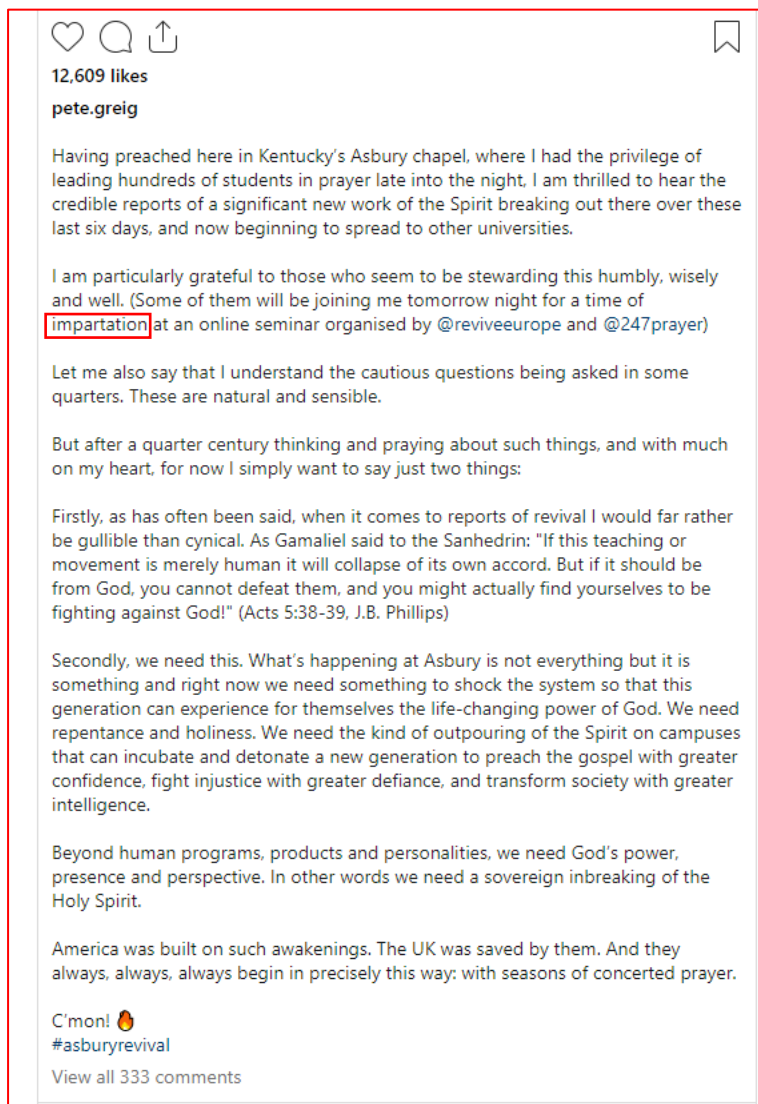 12,609 likes
pete.greig
Having preached here in Kentucky's Asbury chapel, where I had the privilege of
leading hundreds of students in prayer late into the night, I am thrilled to hear the
credible reports of a significant new work of the Spirit breaking out there over these
last six days, and now beginning to spread to other universities.
I am particularly grateful to those who seem to be stewarding this humbly, wisely
and well. (Some of them will be joining me tomorrow night for a time of
impartation at an online seminar organised by @reviveeurope and @247prayer)
Let me also say that I understand the cautious questions being asked in some
quarters. These are natural and sensible.
But after a quarter century thinking and praying about such things, and with much
on my heart, for now I simply want to say just two things:
Firstly, as has often been said, when it comes to reports of revival I would far rather
be gullible than cynical. As Gamaliel said to the Sanhedrin: "If this teaching or
movement is merely human it will collapse of its own accord. But if it should be
from God, you cannot defeat them, and you might actually find yourselves to be
fighting against God!" (Acts 5:38-39, J.B. Phillips)
Secondly, we need this. What's happening at Asbury is not everything but it is
something and right now we need something to shock the system so that this
generation can experience for themselves the life-changing power of God. We need
repentance and holiness. We need the kind of outpouring of the Spirit on campuses
that can incubate and detonate a new generation to preach the gospel with greater
confidence, fight injustice with greater defiance, and transform society with greater
intelligence.
Beyond human programs, products and personalities, we need God's power,
presence and perspective. In other words we need a sovereign inbreaking of the
Holy Spirit.
America was built on such awakenings. The UK was saved by them. And they
always, always, always begin in precisely this way: with seasons of concerted prayer.
C'mon! 🔥
#asburyrevival
View all 333 comments